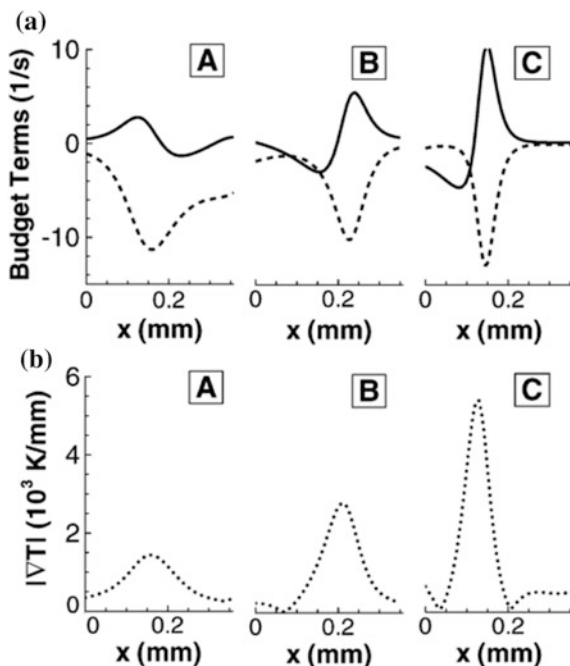 (a)
A B C
Budget Terms (1/s)
10
0
-10
0 0.2 0 0.2 0 0.2
x (mm) x (mm) x (mm)
(b)
A B C
|∇T| (10³ K/mm)
6
4
2
0
0 0.2 0 0.2 0 0.2
x (mm) x (mm) x (mm)